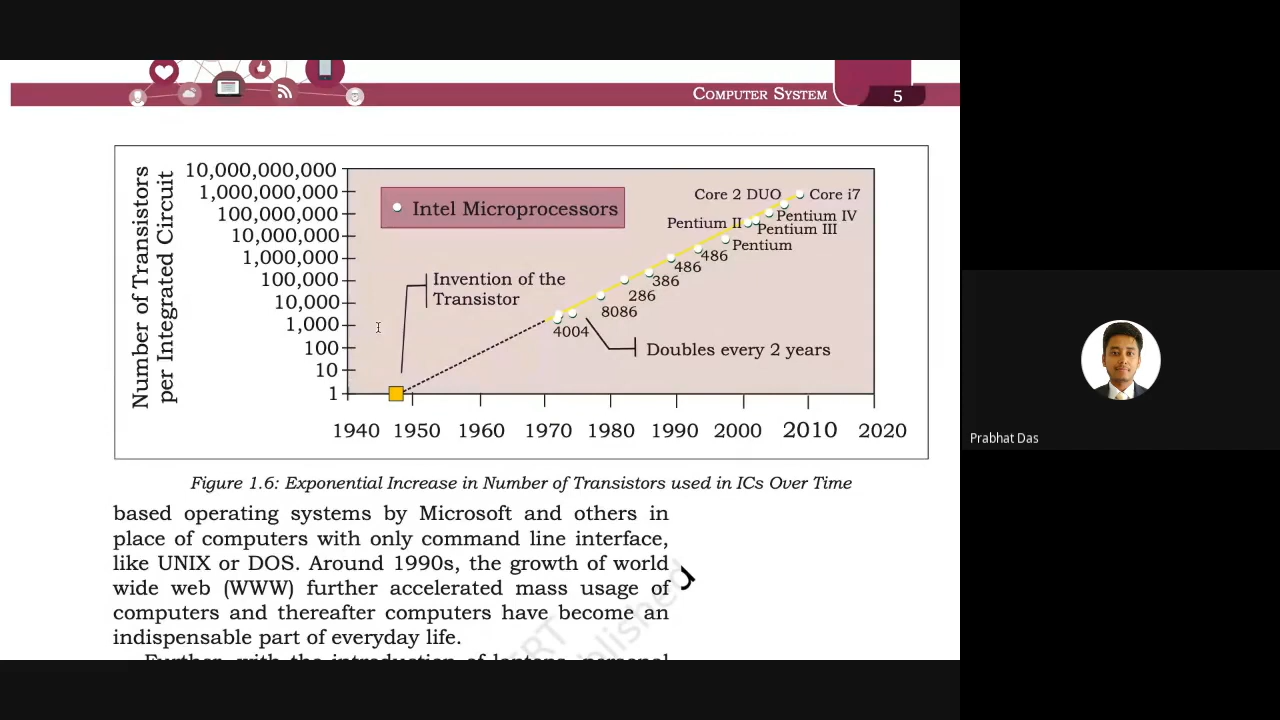 COMPUTER SYSTEM 5
Number of Transistors
per Integrated Circuit
10,000,000,000
1,000,000,000
100,000,000
10,000,000
1,000,000
100,000
10,000
1,000
100
10
1
Intel Microprocessors
Invention of the
Transistor
Core 2 DUO
Core i7
Pentium IV
Pentium II
Pentium III
Pentium
486
486
386
286
8086
4004
Doubles every 2 years
1940 1950 1960 1970 1980 1990 2000 2010 2020
Figure 1.6: Exponential Increase in Number of Transistors used in ICs Over Time
based operating systems by Microsoft and others in
place of computers with only command line interface,
like UNIX or DOS. Around 1990s, the growth of world
wide web (WWW) further accelerated mass usage of
computers and thereafter computers have become an
indispensable part of everyday life.
Further, with the introduction of laptops, personal
Prabhat Das